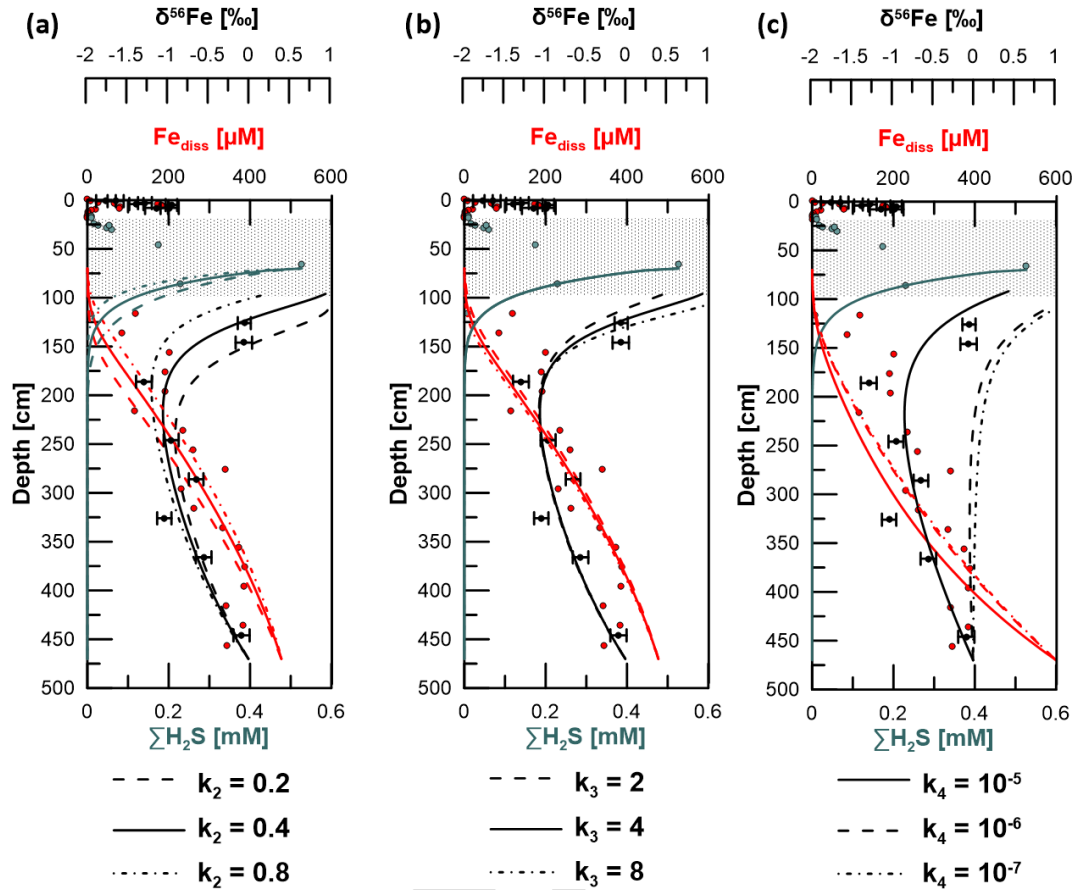 (a) δ⁵⁶Fe [‰]
-2 -1.5 -1 -0.5 0 0.5 1
Fe_diss [µM]
0 200 400 600
0
50
100
150
200
250
300
350
400
450
500
Depth [cm]
0 0.2 0.4 0.6
∑H₂S [mM]
k₂ = 0.2
k₂ = 0.4
k₂ = 0.8
(b) δ⁵⁶Fe [‰]
-2 -1.5 -1 -0.5 0 0.5 1
Fe_diss [µM]
0 200 400 600
0
50
100
150
200
250
300
350
400
450
500
Depth [cm]
0 0.2 0.4 0.6
∑H₂S [mM]
k₃ = 2
k₃ = 4
k₃ = 8
(c) δ⁵⁶Fe [‰]
-2 -1.5 -1 -0.5 0 0.5 1
Fe_diss [µM]
0 200 400 600
0
50
100
150
200
250
300
350
400
450
500
Depth [cm]
0 0.2 0.4 0.6
∑H₂S [mM]
k₄ = 10⁻⁵
k₄ = 10⁻⁶
k₄ = 10⁻⁷